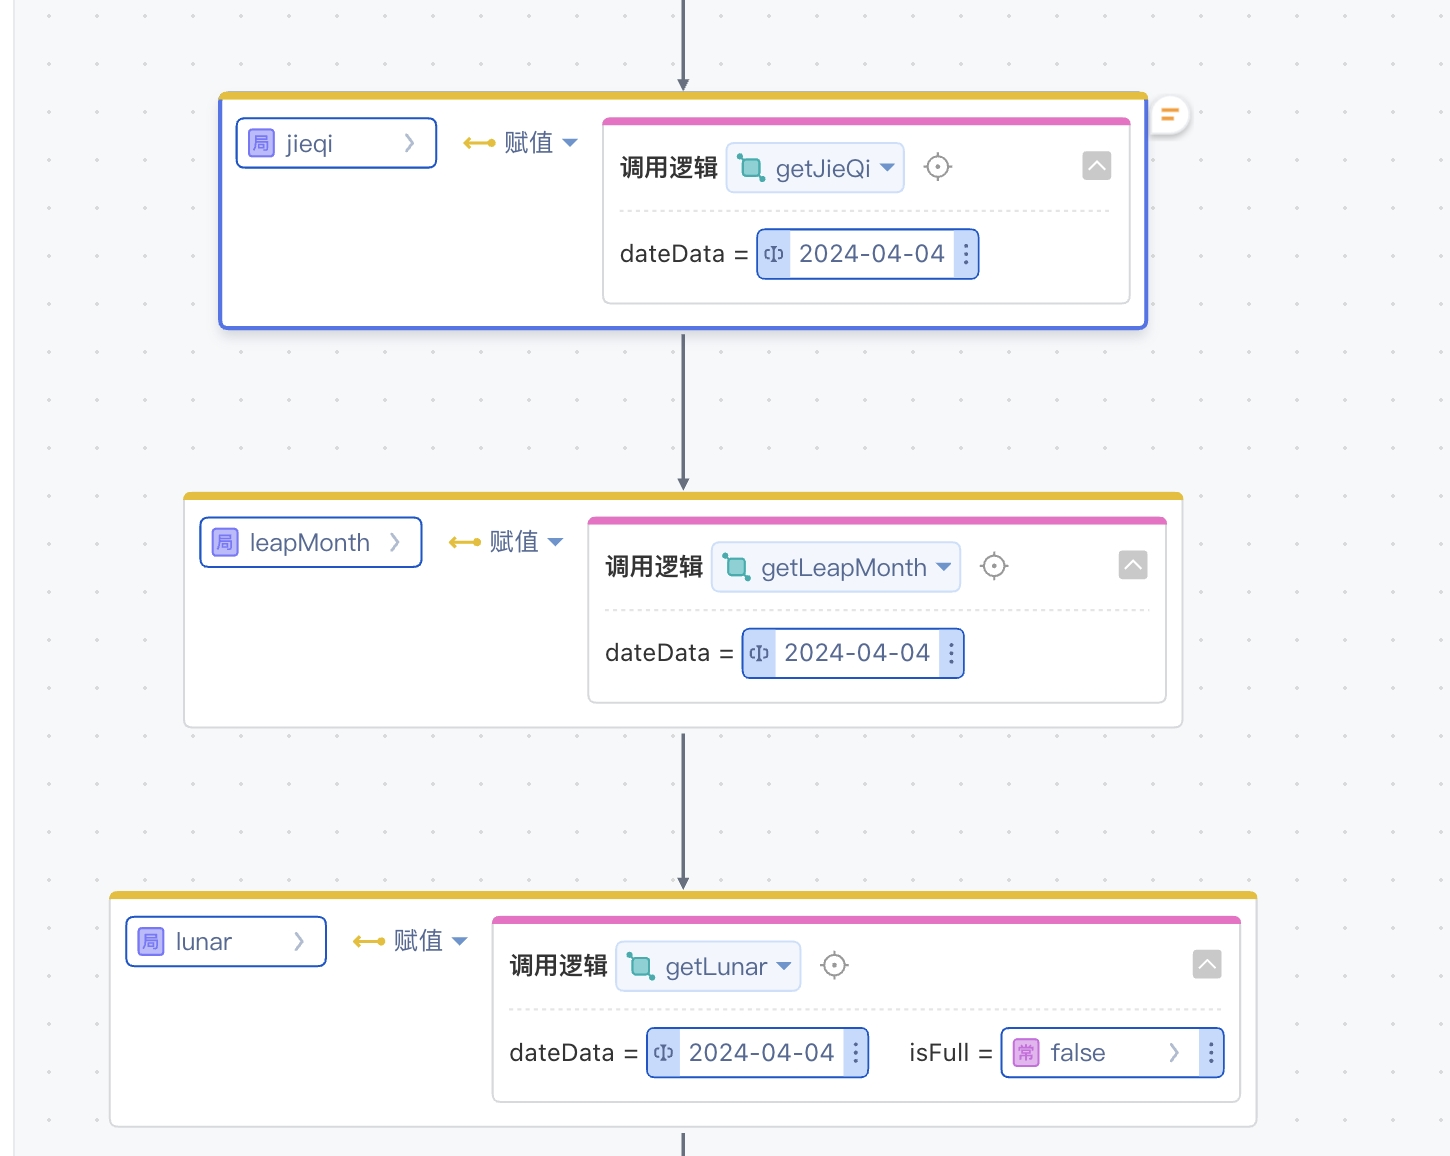 局 jieqi 赋值 调用逻辑 getJieQi
dateData = 2024-04-04
局 leapMonth 赋值 调用逻辑 getLeapMonth
dateData = 2024-04-04
局 lunar 赋值 调用逻辑 getLunar
dateData = 2024-04-04 isFull = 常 false